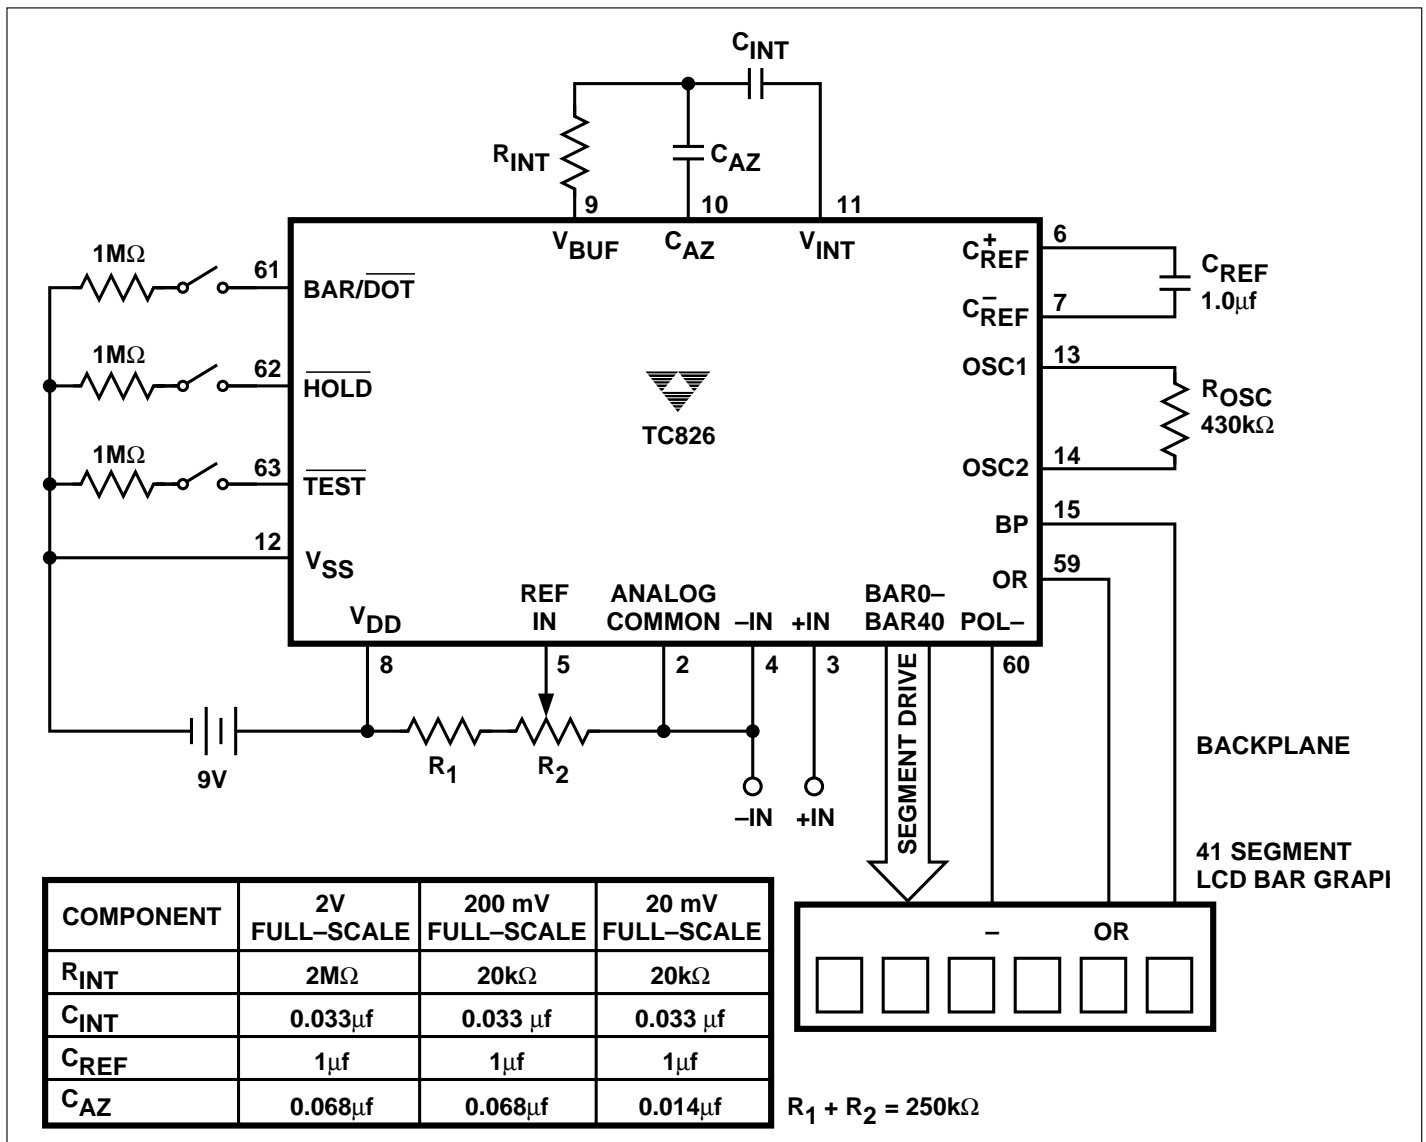 C_INT
R_INT
C_AZ
9
10
11
V_BUF
C_AZ
V_INT
1MΩ
61
BAR/DOT
1MΩ
62
HOLD
1MΩ
63
TEST
12
V_SS
TC826
C+REF
6
C–REF
7
C_REF
1.0µf
OSC1
13
R_OSC
430kΩ
OSC2
14
BP
15
OR
59
V_DD
REF
IN
ANALOG
COMMON
–IN
+IN
BAR0–
BAR40
POL–
8
5
2
4
3
60
9V
R1
R2
–IN
+IN
SEGMENT DRIVE
BACKPLANE
41 SEGMENT
LCD BAR GRAPH
– OR
COMPONENT 2V FULL–SCALE 200 mV FULL–SCALE 20 mV FULL–SCALE
R_INT 2MΩ 20kΩ 20kΩ
C_INT 0.033µf 0.033 µf 0.033 µf
C_REF 1µf 1µf 1µf
C_AZ 0.068µf 0.068µf 0.014µf
R1 + R2 = 250kΩ